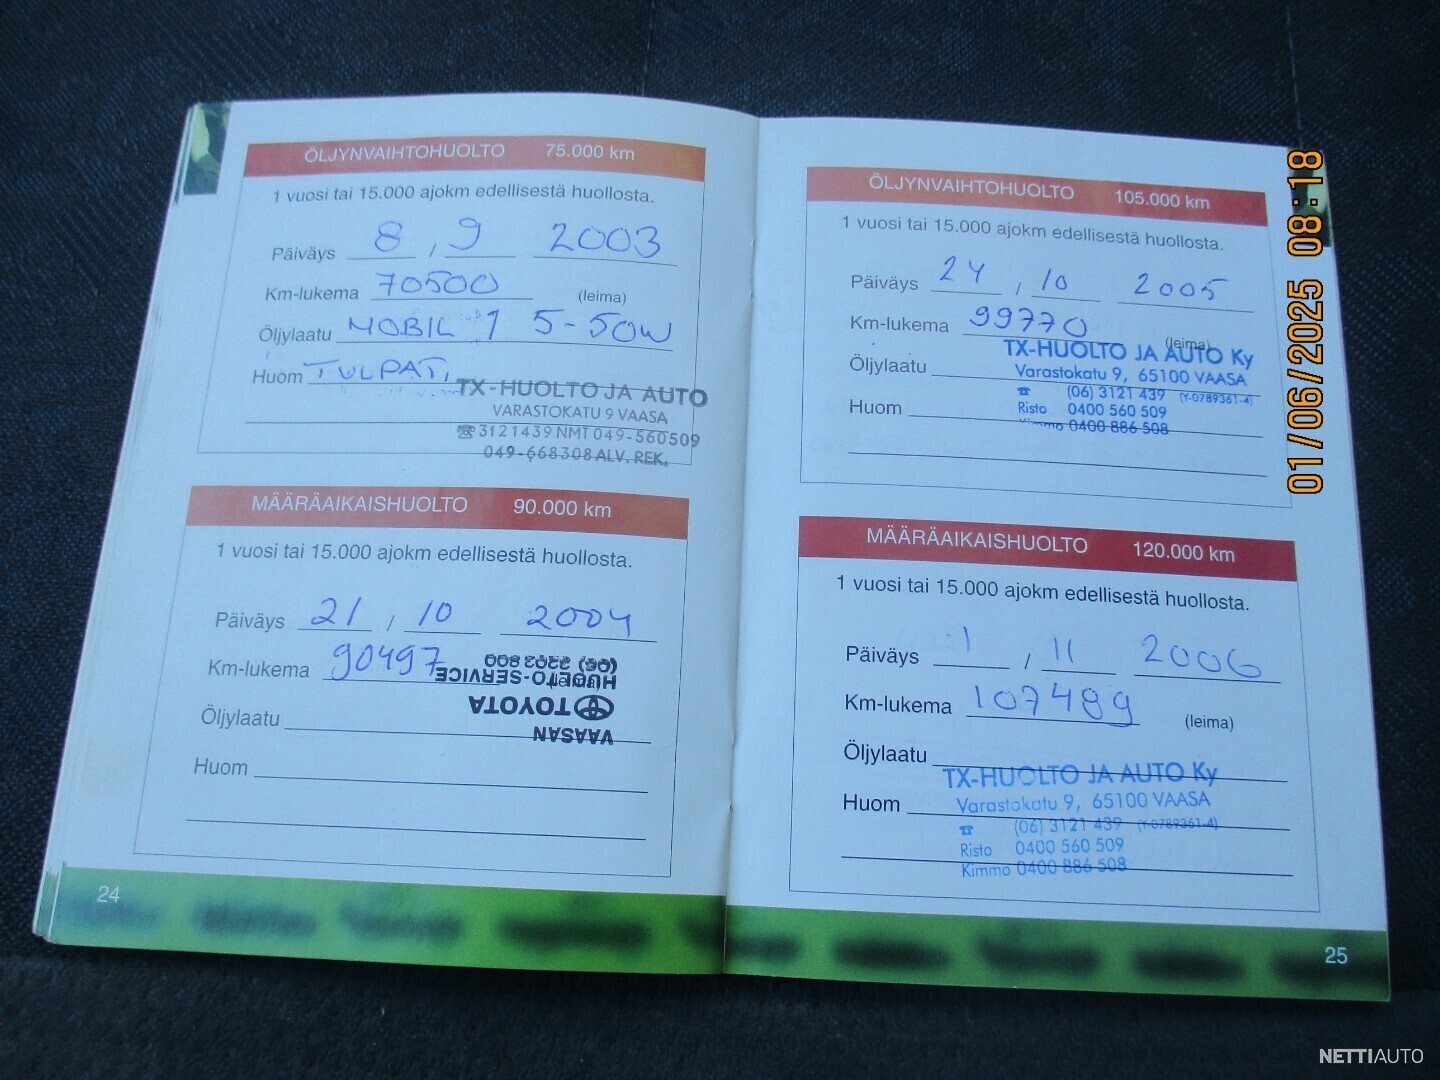 ÖLJYNVAIHTOHUOLTO 75.000 km
1 vuosi tai 15.000 ajokm edellisestä huollosta.
Päiväys 8 , 9 2003
Km-lukema 70500 (leima)
Öljylaatu MOBIL 1 5-50W
Huom TULPAT,
TX-HUOLTO JA AUTO
VARASTOKATU 9 VAASA
☎3121439 NMT 049-560509
049-668308 ALV. REK.
MÄÄRÄAIKAISHUOLTO 90.000 km
1 vuosi tai 15.000 ajokm edellisestä huollosta.
Päiväys 21 / 10 2004
Km-lukema 90497 (leima)
VAASAN
TOYOTA
HUOLTO-SERVICE
(06) 2203 800
Öljylaatu
Huom
24
ÖLJYNVAIHTOHUOLTO 105.000 km
1 vuosi tai 15.000 ajokm edellisestä huollosta.
Päiväys 24 / 10 2005
Km-lukema 99770 (leima)
TX-HUOLTO JA AUTO Ky
Varastokatu 9, 65100 VAASA
☎ (06) 3121 439 (Y-0789361-4)
Risto 0400 560 509
Kimmo 0400 886 508
Öljylaatu
Huom
MÄÄRÄAIKAISHUOLTO 120.000 km
1 vuosi tai 15.000 ajokm edellisestä huollosta.
Päiväys 1 / 11 2006
Km-lukema 107489 (leima)
Öljylaatu
TX-HUOLTO JA AUTO Ky
Varastokatu 9, 65100 VAASA
☎ (06) 3121 439 (Y-0789361-4)
Risto 0400 560 509
Kimmo 0400 886 508
Huom
25
01/06/2025 08:18
NETTIAUTO